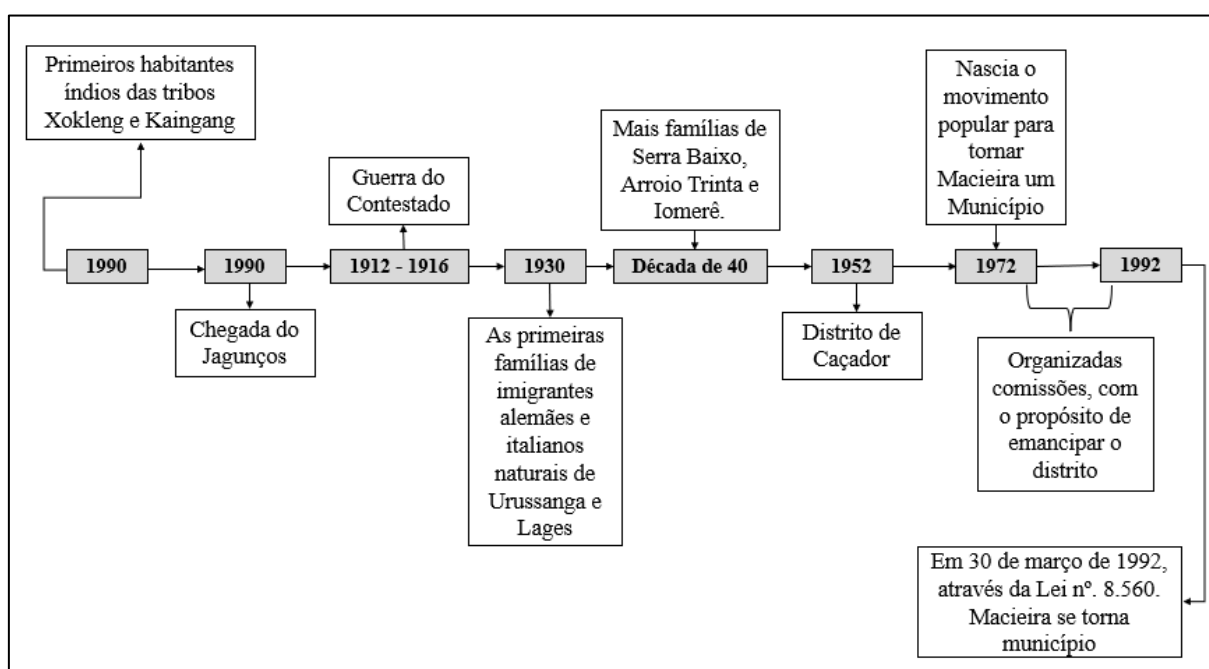 Primeiros habitantes
índios das tribos
Xokleng e Kaingang
Guerra do
Contestado
Mais famílias de
Serra Baixo,
Arroio Trinta e
Iomerê.
Nascia o
movimento
popular para
tornar
Macieira um
Município
1990
1990
1912 - 1916
1930
Década de 40
1952
1972
1992
Chegada do
Jagunços
As primeiras
famílias de
imigrantes
alemães e
italianos
naturais de
Urussanga e
Lages
Distrito de
Caçador
Organizadas
comissões, com
o propósito de
emancipar o
distrito
Em 30 de março de 1992,
através da Lei nº. 8.560.
Macieira se torna
município